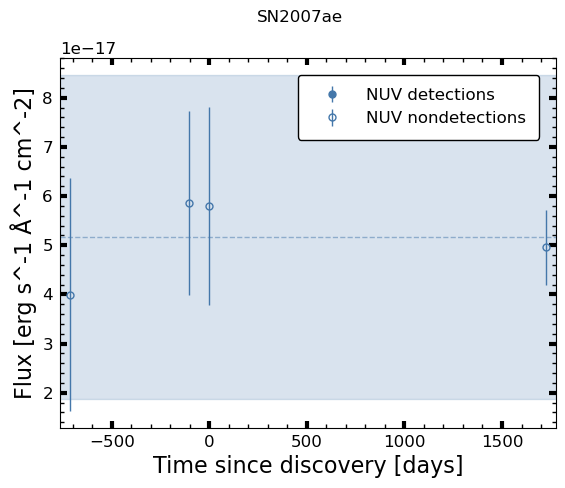 SN2007ae
1e−17
NUV detections
NUV nondetections
8
7
6
5
4
3
2
Flux [erg s^-1 Å^-1 cm^-2]
−500
0
500
1000
1500
Time since discovery [days]